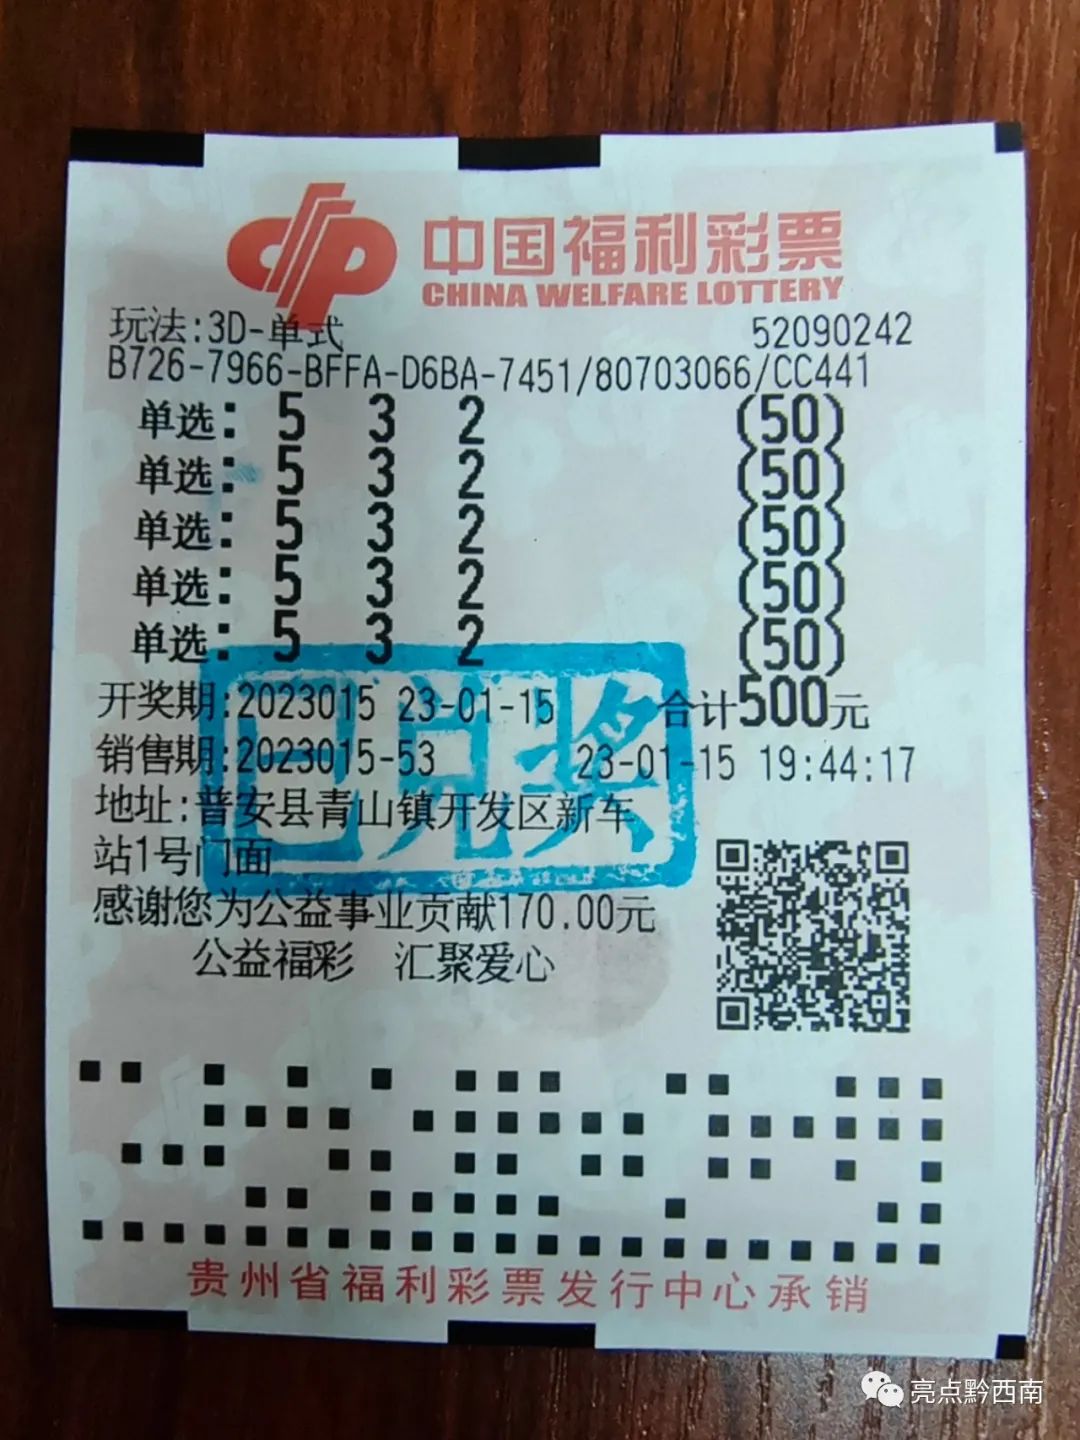 中国福利彩票
CHINA WELFARE LOTTERY
玩法:3D-单式 52090242
B726-7966-BFFA-D6BA-7451/80703066/CC441
单选: 5 3 2 (50)
单选: 5 3 2 (50)
单选: 5 3 2 (50)
单选: 5 3 2 (50)
单选: 5 3 2 (50)
开奖期:2023015 23-01-15 合计500元
销售期:2023015-53 23-01-15 19:44:17
已兑奖
地址:普安县青山镇开发区新车
站1号门面
感谢您为公益事业贡献170.00元
公益福彩 汇聚爱心
贵州省福利彩票发行中心承销
亮点黔西南